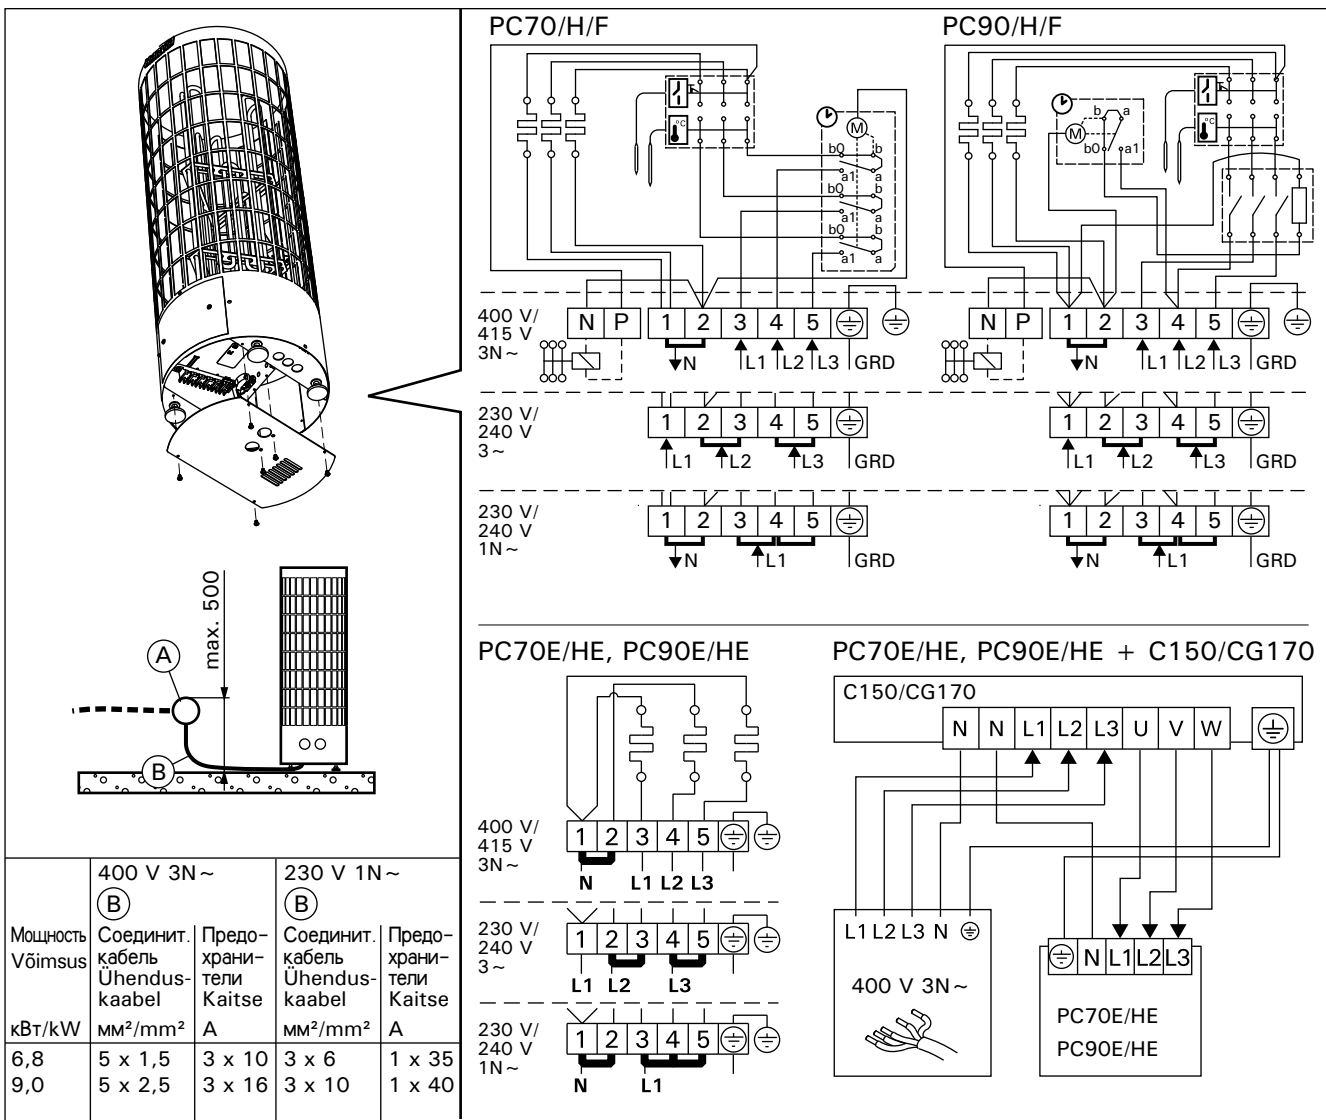 PC70/H/F
M
b0 b
a1 a
b0 b
a1 a
b0 b
a1 a
°C
400 V/
415 V
3N~
N P 1 2 3 4 5
N L1 L2 L3 GRD
230 V/
240 V
3~
1 2 3 4 5
L1 L2 L3 GRD
230 V/
240 V
1N~
1 2 3 4 5
N L1 GRD
PC90/H/F
M
b a
b0 a1
°C
N P 1 2 3 4 5
N L1 L2 L3 GRD
1 2 3 4 5
L1 L2 L3 GRD
1 2 3 4 5
N L1 GRD
max. 500
A
B
400 V 3N~ 230 V 1N~
B B
Мощность
Võimsus
Соединит.
кабель
Ühendus-
kaabel
Предо-
храни-
тели
Kaitse
Соединит.
кабель
Ühendus-
kaabel
Предо-
храни-
тели
Kaitse
кВт/kW мм²/mm² A мм²/mm² A
6,8 5 x 1,5 3 x 10 3 x 6 1 x 35
9,0 5 x 2,5 3 x 16 3 x 10 1 x 40
PC70E/HE, PC90E/HE
400 V/
415 V
3N~
1 2 3 4 5
N L1 L2 L3
230 V/
240 V
3~
1 2 3 4 5
L1 L2 L3
230 V/
240 V
1N~
1 2 3 4 5
N L1
PC70E/HE, PC90E/HE + C150/CG170
C150/CG170
N N L1 L2 L3 U V W
L1 L2 L3 N
400 V 3N~
N L1 L2 L3
PC70E/HE
PC90E/HE